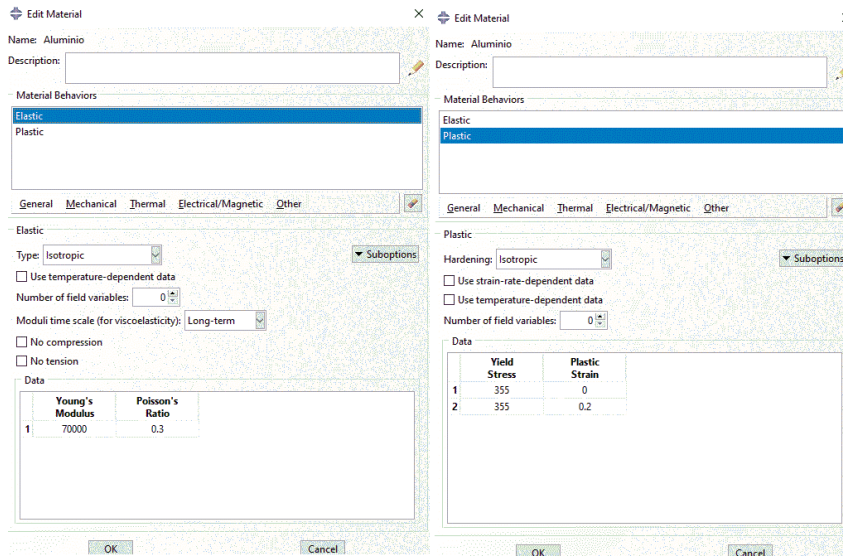 Edit Material
Name: Aluminio
Description:
Material Behaviors
Elastic
Plastic
General Mechanical Thermal Electrical/Magnetic Other
Elastic
Type: Isotropic
Suboptions
Use temperature-dependent data
Number of field variables: 0
Moduli time scale (for viscoelasticity): Long-term
No compression
No tension
Data
Young's Modulus Poisson's Ratio
1 70000 0.3
OK Cancel
Edit Material
Name: Aluminio
Description:
Material Behaviors
Elastic
Plastic
General Mechanical Thermal Electrical/Magnetic Other
Plastic
Hardening: Isotropic
Suboptions
Use strain-rate-dependent data
Use temperature-dependent data
Number of field variables: 0
Data
Yield Stress Plastic Strain
1 355 0
2 355 0.2
OK Cancel